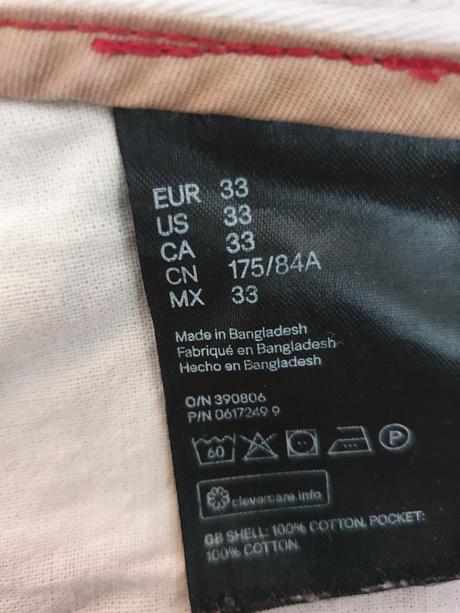 EUR 33
US 33
CA 33
CN 175/84A
MX 33
Made in Bangladesh
Fabriqué en Bangladesh
Hecho en Bangladesh
O/N 390806
P/N 0617249 9
60 P
clevercare.info
GB SHELL: 100% COTTON. POCKET:
100% COTTON.